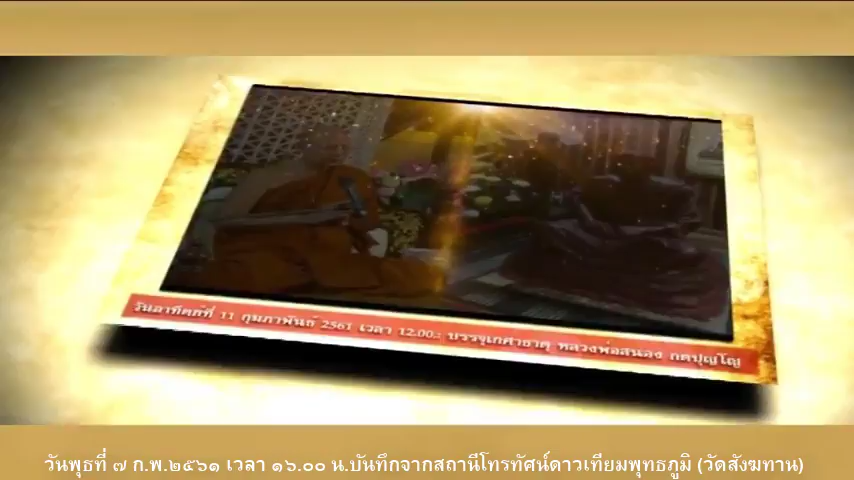 วันอาทิตย์ที่ 11 กุมภาพันธ์ 2561 เวลา 12.00.: บรรจุเกศาธาตุ หลวงพ่อสนอง กตปุญโญ
วันพุธที่ ๗ ก.พ.๒๕๖๑ เวลา ๑๖.๐๐ น.บันทึกจากสถานีโทรทัศน์ดาวเทียมพุทธภูมิ (วัดสังฆทาน)